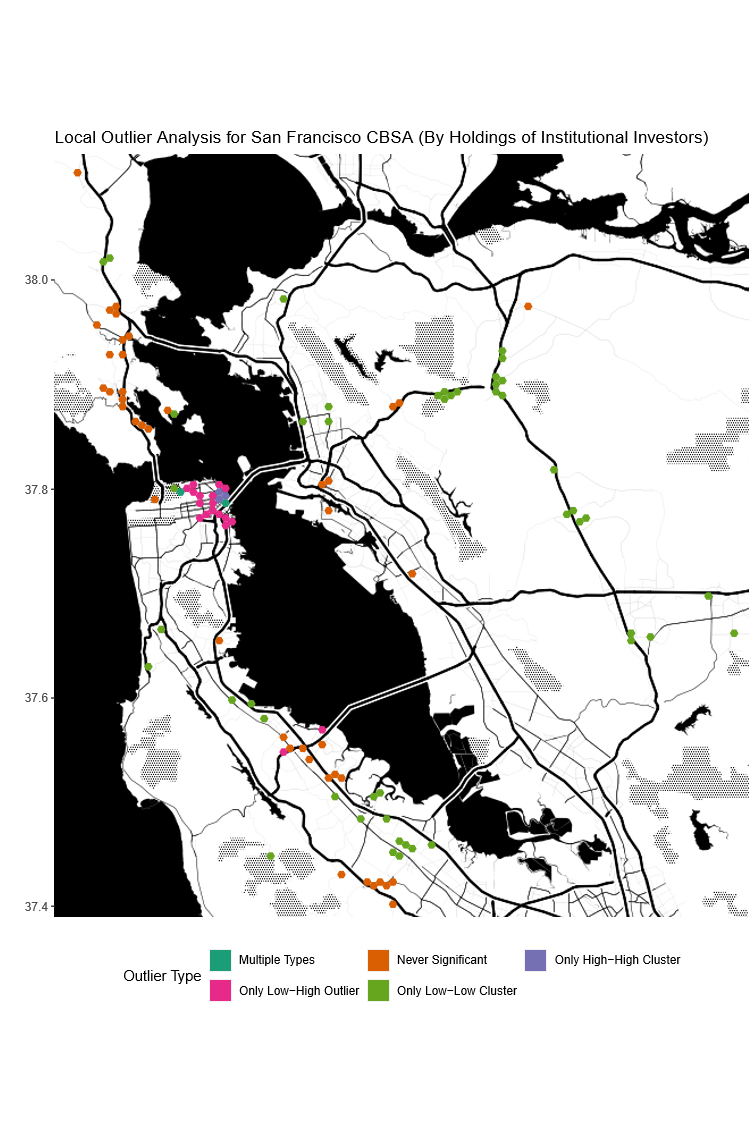 Local Outlier Analysis for San Francisco CBSA (By Holdings of Institutional Investors)
38.0
37.8
37.6
37.4
Outlier Type
Multiple Types
Never Significant
Only High−High Cluster
Only Low−High Outlier
Only Low−Low Cluster